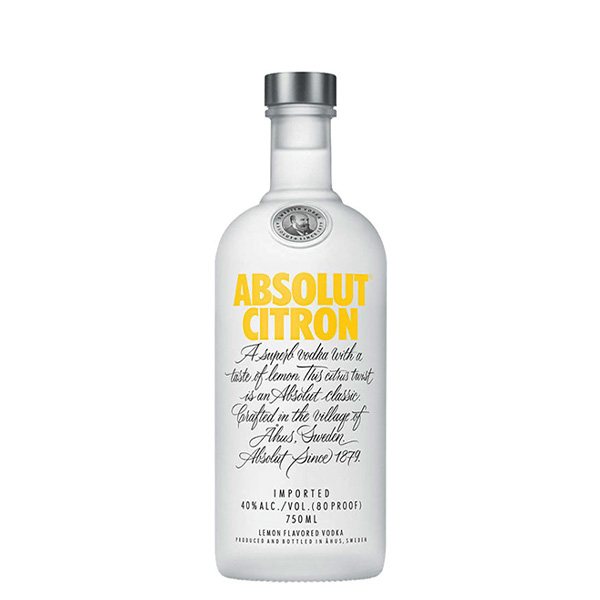 ABSOLUT
CITRON
A superb vodka with a
taste of lemon. This citrus twist
is an Absolut classic.
Crafted in the village of
Åhus, Sweden.
Absolut Since 1879.
IMPORTED
40% ALC./VOL. (80 PROOF)
750ML
LEMON FLAVORED VODKA
PRODUCED AND BOTTLED IN ÅHUS, SWEDEN